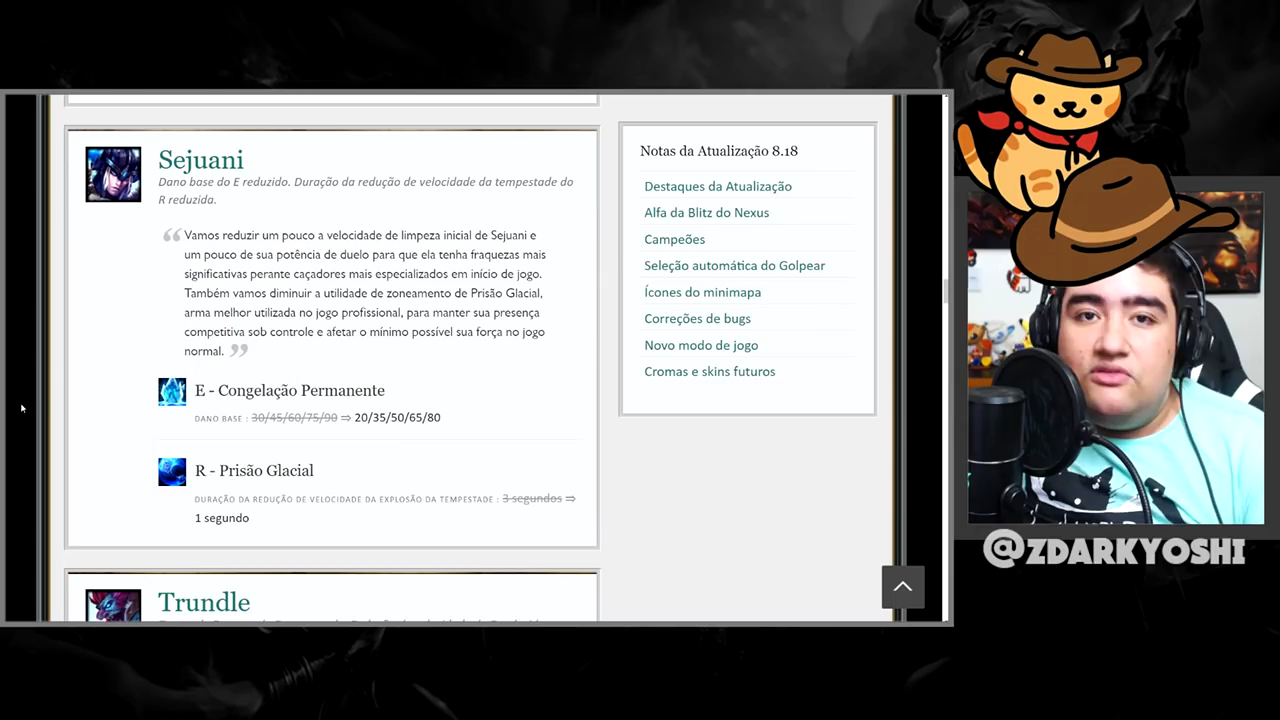 Sejuani
Dano base do E reduzido. Duração da redução de velocidade da tempestade do
R reduzida.
“ Vamos reduzir um pouco a velocidade de limpeza inicial de Sejuani e
um pouco de sua potência de duelo para que ela tenha fraquezas mais
significativas perante caçadores mais especializados em início de jogo.
Também vamos diminuir a utilidade de zoneamento de Prisão Glacial,
arma melhor utilizada no jogo profissional, para manter sua presença
competitiva sob controle e afetar o mínimo possível sua força no jogo
normal. ”
E - Congelação Permanente
DANO BASE : 30/45/60/75/90 ⇒ 20/35/50/65/80
R - Prisão Glacial
DURAÇÃO DA REDUÇÃO DE VELOCIDADE DA EXPLOSÃO DA TEMPESTADE : 3 segundos ⇒
1 segundo
Trundle
Notas da Atualização 8.18
Destaques da Atualização
Alfa da Blitz do Nexus
Campeões
Seleção automática do Golpear
Ícones do minimapa
Correções de bugs
Novo modo de jogo
Cromas e skins futuros
@ZDARKYOSHI